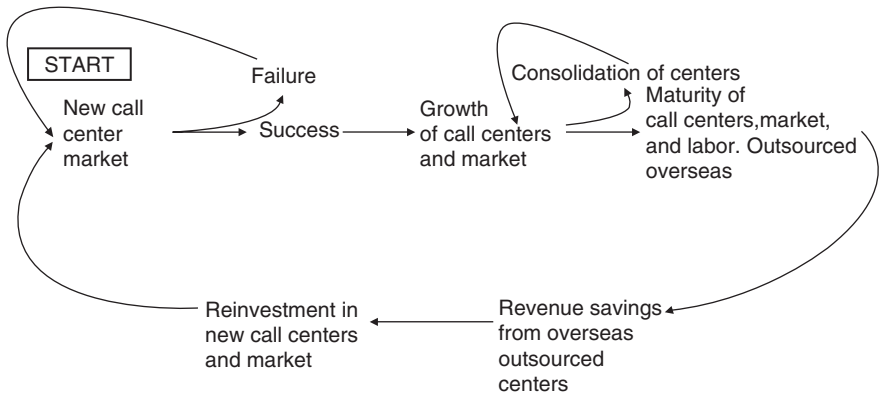 START
New call
center
market
Failure
Success
Growth
of call centers
and market
Consolidation of centers
Maturity of
call centers,market,
and labor. Outsourced
overseas
Revenue savings
from overseas
outsourced
centers
Reinvestment in
new call centers
and market